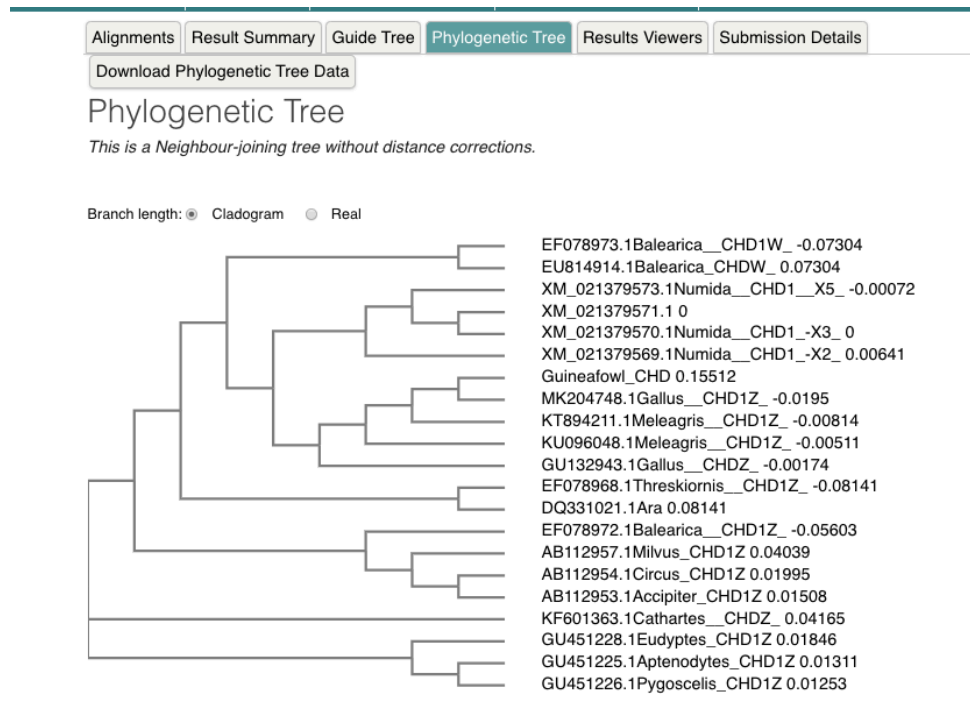 Alignments Result Summary Guide Tree Phylogenetic Tree Results Viewers Submission Details
Download Phylogenetic Tree Data
Phylogenetic Tree
This is a Neighbour-joining tree without distance corrections.
Branch length: Cladogram Real
EF078973.1Balearica__CHD1W_ -0.07304
EU814914.1Balearica_CHDW_ 0.07304
XM_021379573.1Numida__CHD1__X5_ -0.00072
XM_021379571.1 0
XM_021379570.1Numida__CHD1_-X3_ 0
XM_021379569.1Numida__CHD1_-X2_ 0.00641
Guineafowl_CHD 0.15512
MK204748.1Gallus__CHD1Z_ -0.0195
KT894211.1Meleagris__CHD1Z_ -0.00814
KU096048.1Meleagris__CHD1Z_ -0.00511
GU132943.1Gallus__CHDZ_ -0.00174
EF078968.1Threskiornis__CHD1Z_ -0.08141
DQ331021.1Ara 0.08141
EF078972.1Balearica__CHD1Z_ -0.05603
AB112957.1Milvus_CHD1Z 0.04039
AB112954.1Circus_CHD1Z 0.01995
AB112953.1Accipiter_CHD1Z 0.01508
KF601363.1Cathartes__CHDZ_ 0.04165
GU451228.1Eudyptes_CHD1Z 0.01846
GU451225.1Aptenodytes_CHD1Z 0.01311
GU451226.1Pygoscelis_CHD1Z 0.01253